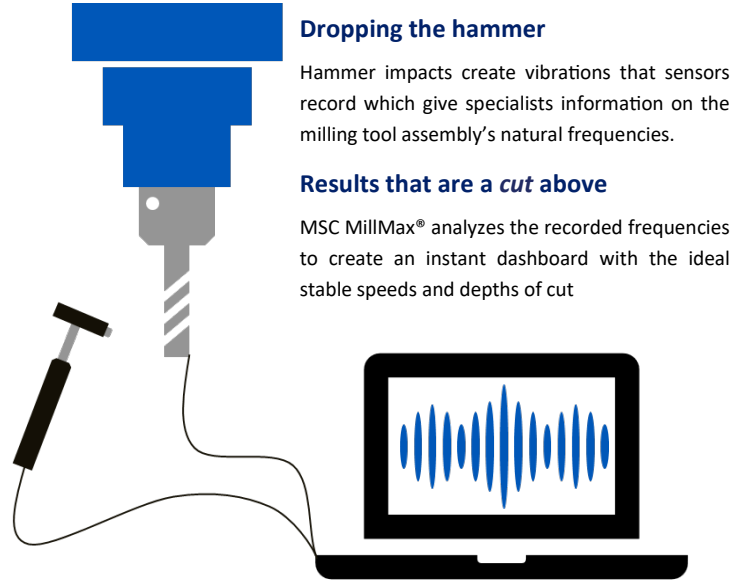 Dropping the hammer
Hammer impacts create vibrations that sensors
record which give specialists information on the
milling tool assembly’s natural frequencies.
Results that are a cut above
MSC MillMax® analyzes the recorded frequencies
to create an instant dashboard with the ideal
stable speeds and depths of cut